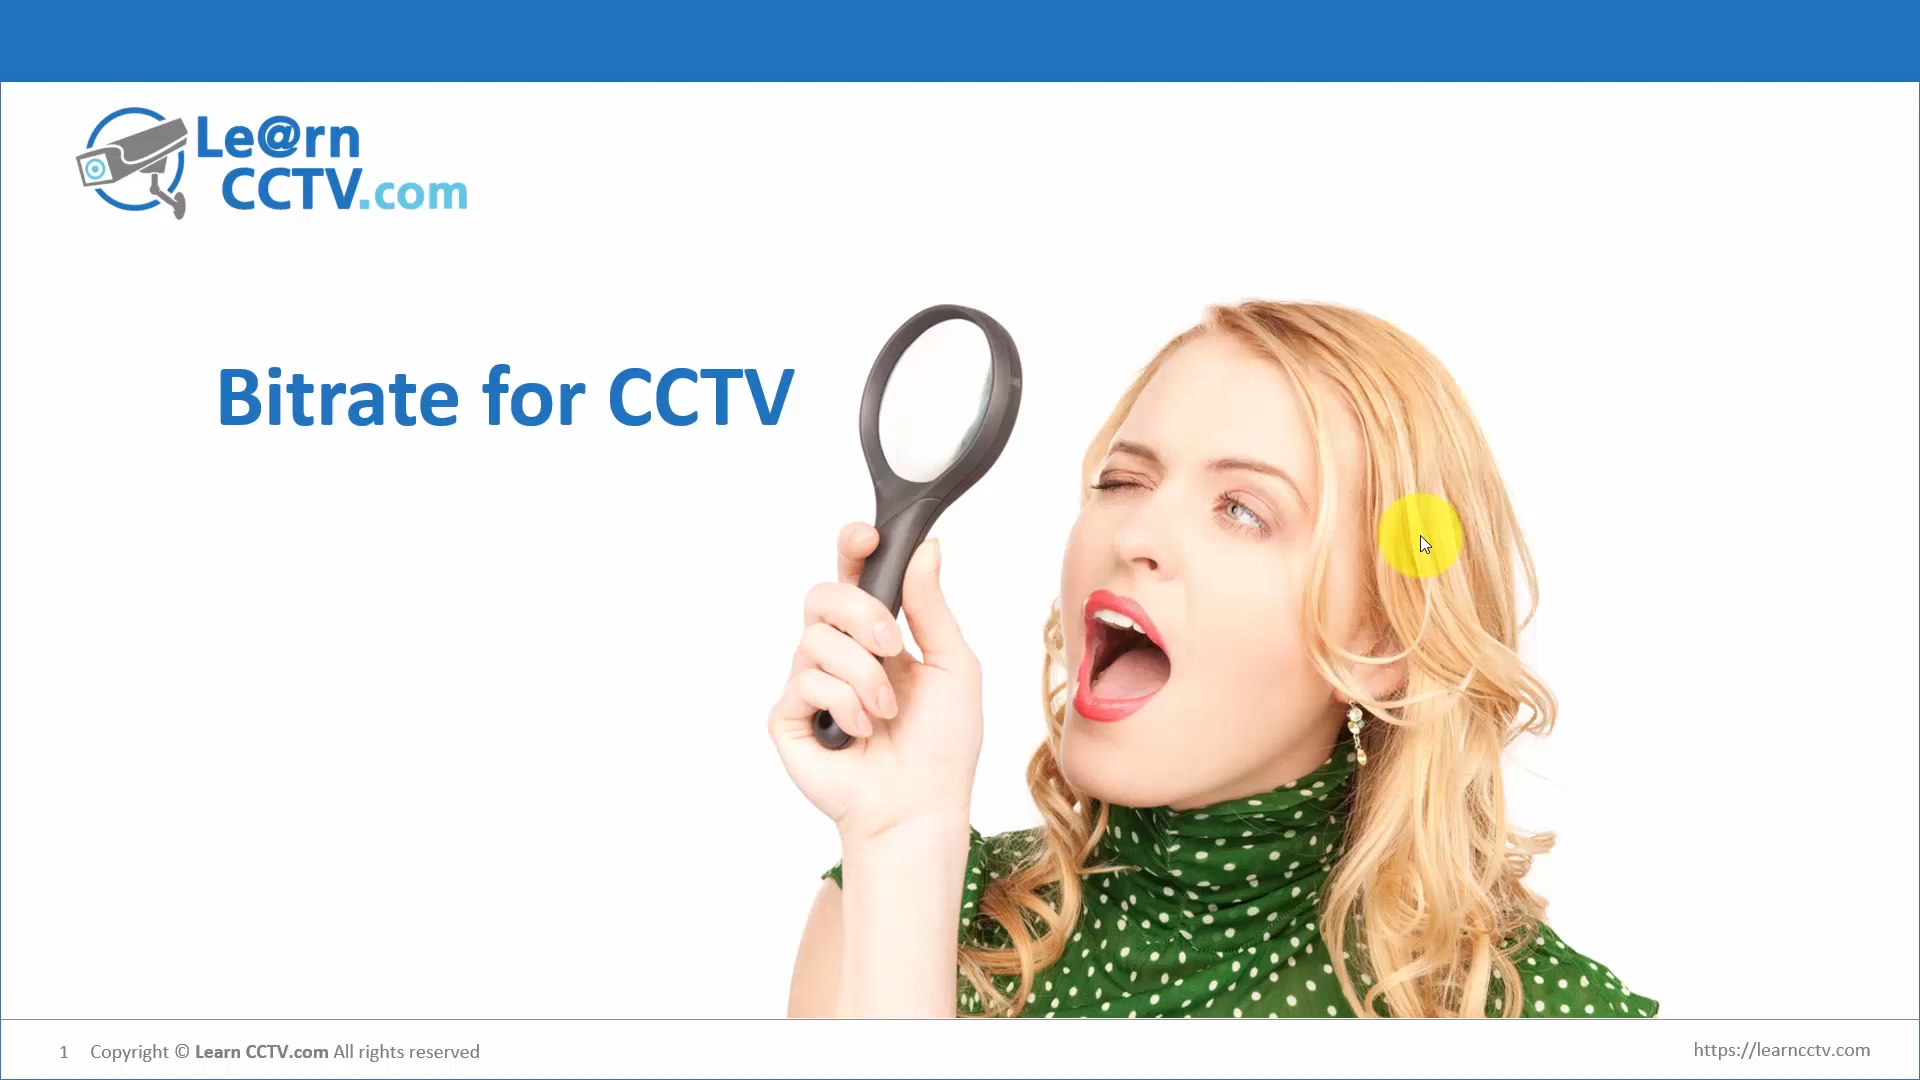 Le@rn
CCTV.com
Bitrate for CCTV
1 Copyright © Learn CCTV.com All rights reserved
https://learncctv.com